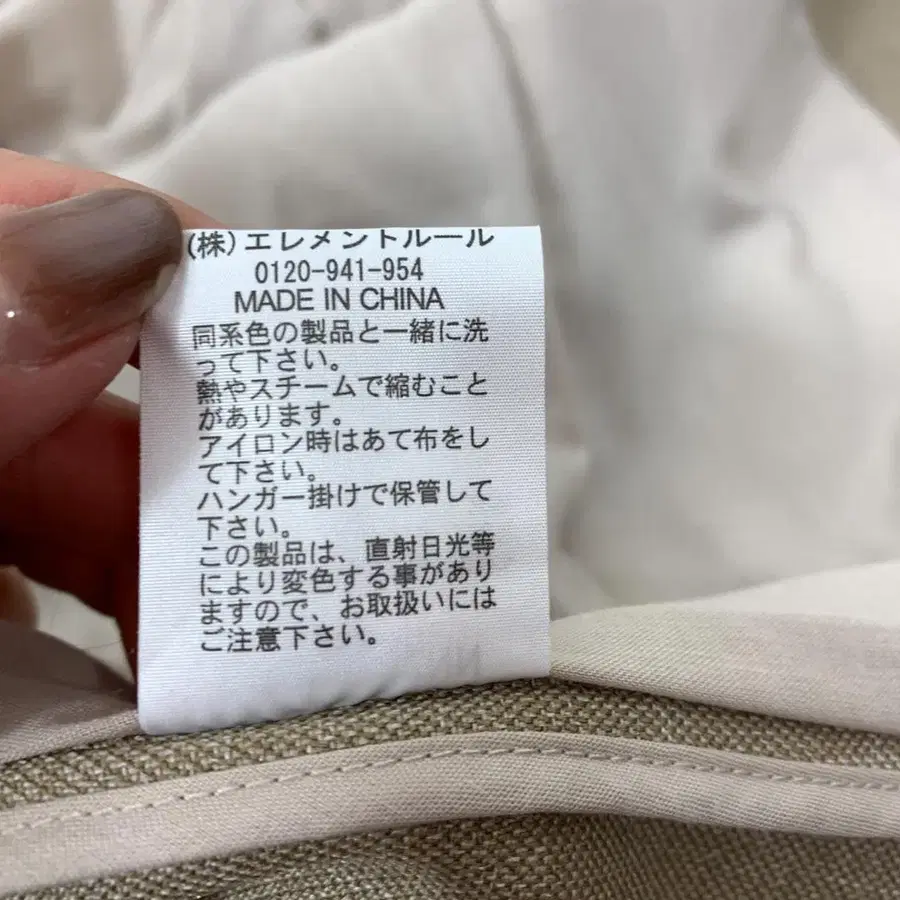 (株)エレメントルール
0120-941-954
MADE IN CHINA
同系色の製品と一緒に洗
って下さい。
熱やスチームで縮むこと
があります。
アイロン時はあて布をし
て下さい。
ハンガー掛けで保管して
下さい。
この製品は、直射日光等
により変色する事があり
ますので、お取扱いには
ご注意下さい。